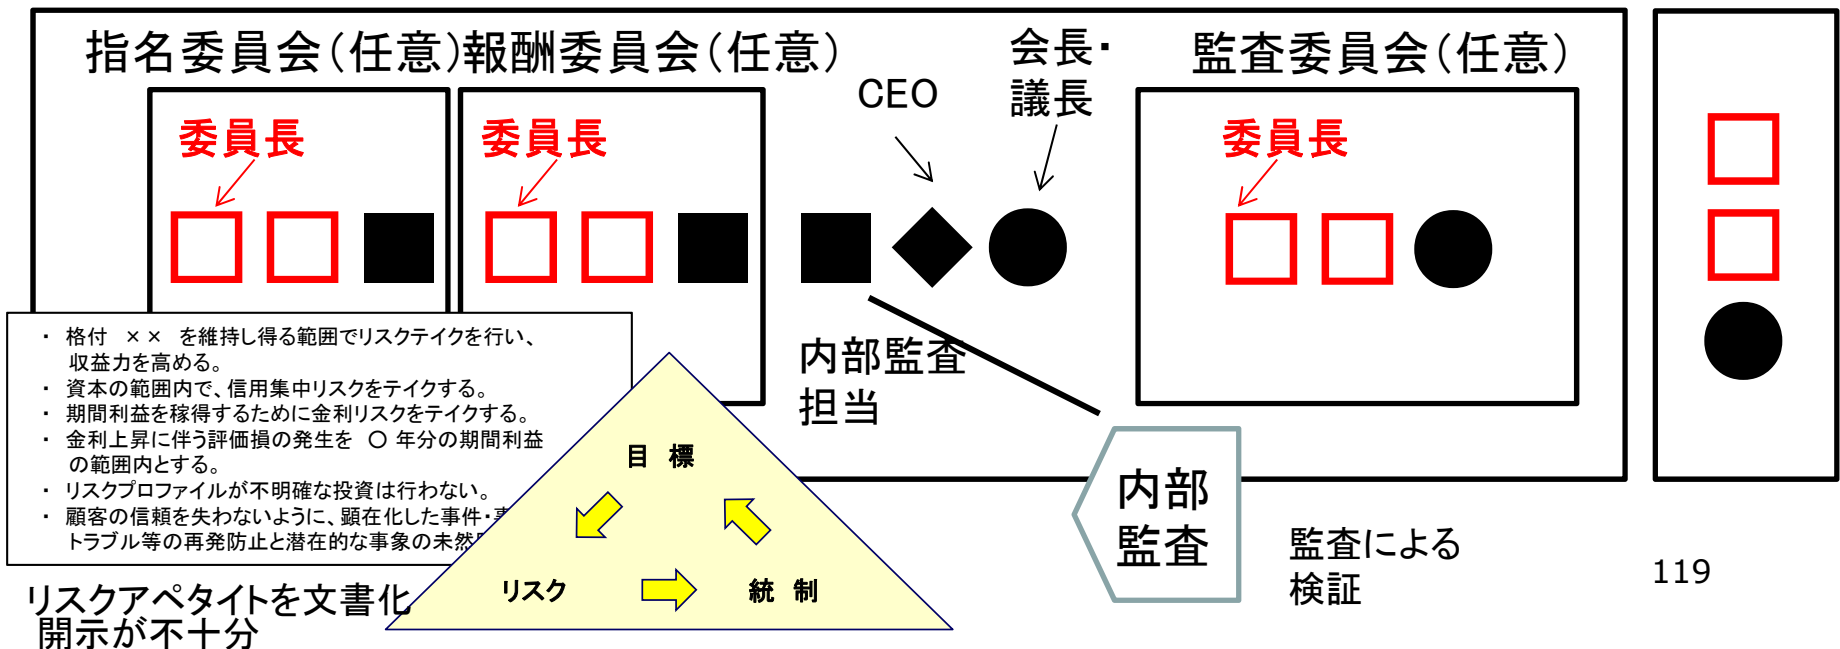 指名委員会(任意)報酬委員会(任意)
CEO
会長・
議長
監査委員会(任意)
委員長
委員長
委員長
・ 格付 ×× を維持し得る範囲でリスクテイクを行い、
収益力を高める。
・ 資本の範囲内で、信用集中リスクをテイクする。
・ 期間利益を稼得するために金利リスクをテイクする。
・ 金利上昇に伴う評価損の発生を ○ 年分の期間利益
の範囲内とする。
・ リスクプロファイルが不明確な投資は行わない。
・ 顧客の信頼を失わないように、顕在化した事件・
トラブル等の再発防止と潜在的な事象の未然
リスクアペタイトを文書化
開示が不十分
目 標
リスク
統 制
内部監査
担当
内部
監査
監査による
検証
119